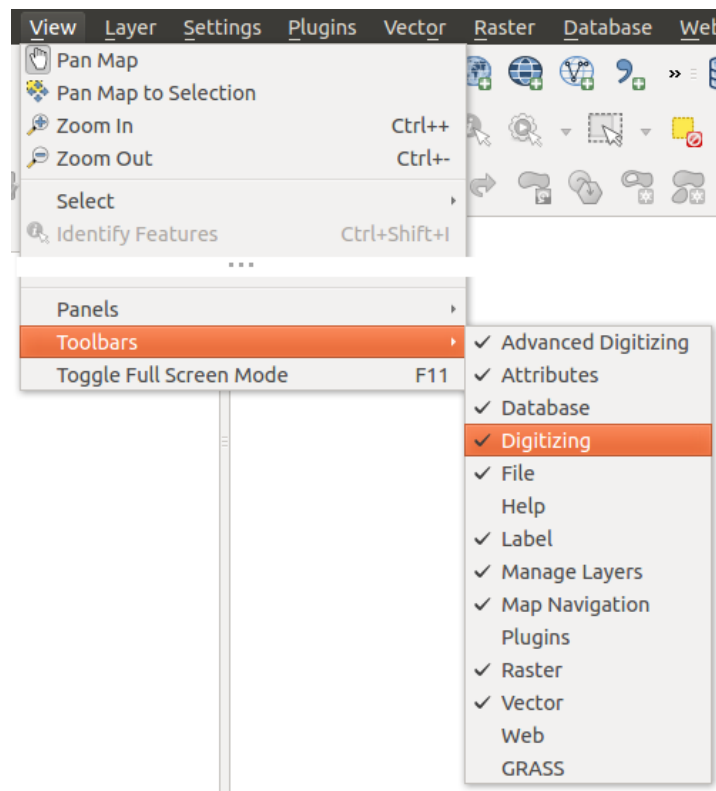 View Layer Settings Plugins Vector Raster Database Web
Pan Map
Pan Map to Selection
Zoom In Ctrl++
Zoom Out Ctrl+-
Select
Identify Features Ctrl+Shift+I
...
Panels
Toolbars
Toggle Full Screen Mode F11
Advanced Digitizing
Attributes
Database
Digitizing
File
Help
Label
Manage Layers
Map Navigation
Plugins
Raster
Vector
Web
GRASS